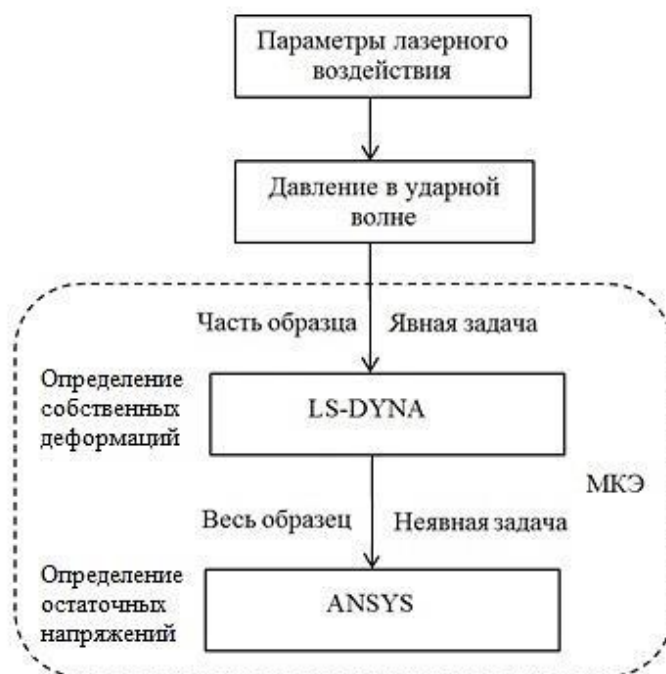 Параметры лазерного
воздействия
Давление в ударной
волне
Часть образца
Явная задача
Определение
собственных
деформаций
LS-DYNA
МКЭ
Весь образец
Неявная задача
Определение
остаточных
напряжений
ANSYS